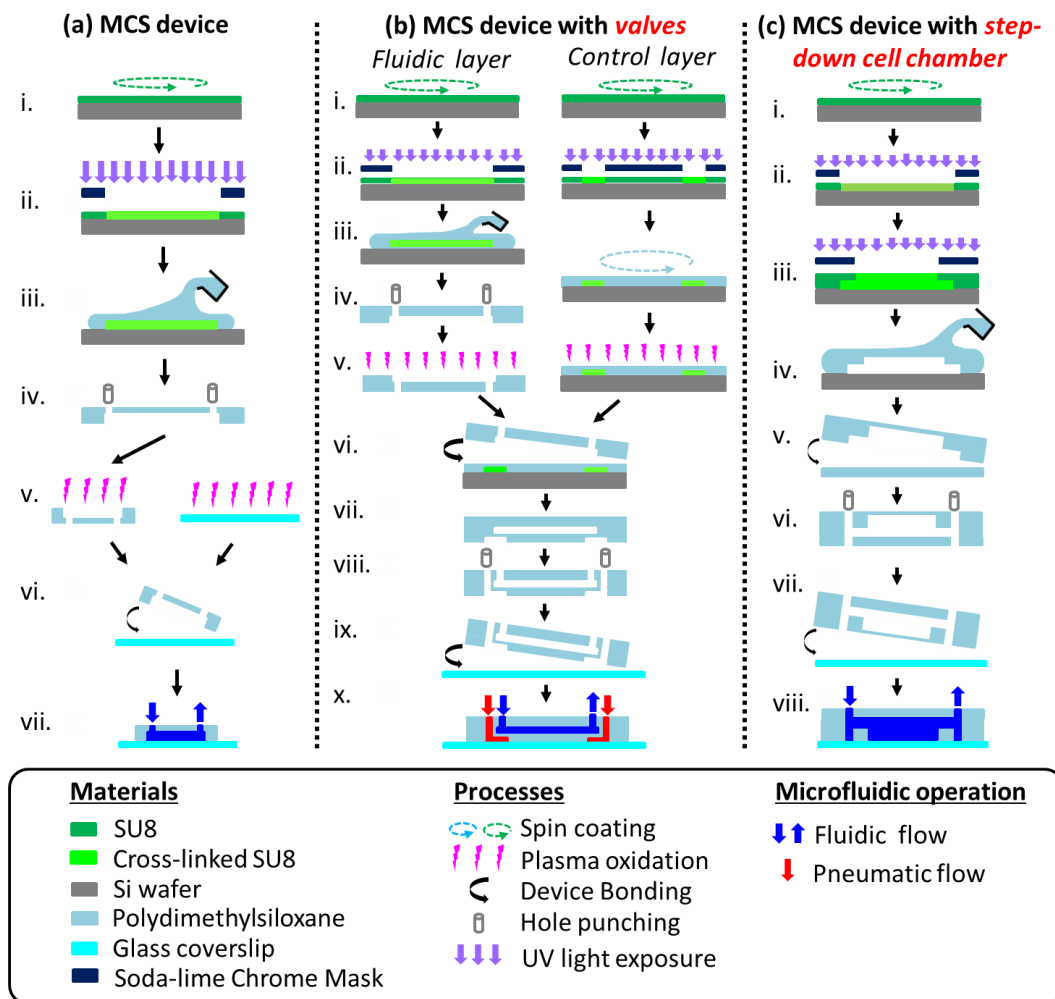 (a) MCS device
i.
ii.
iii.
iv.
v.
vi.
vii.
(b) MCS device with valves
Fluidic layer
Control layer
i.
ii.
iii.
iv.
v.
vi.
vii.
viii.
ix.
x.
(c) MCS device with step-
down cell chamber
i.
ii.
iii.
iv.
v.
vi.
vii.
viii.
Materials
SU8
Cross-linked SU8
Si wafer
Polydimethylsiloxane
Glass coverslip
Soda-lime Chrome Mask
Processes
Spin coating
Plasma oxidation
Device Bonding
Hole punching
UV light exposure
Microfluidic operation
Fluidic flow
Pneumatic flow